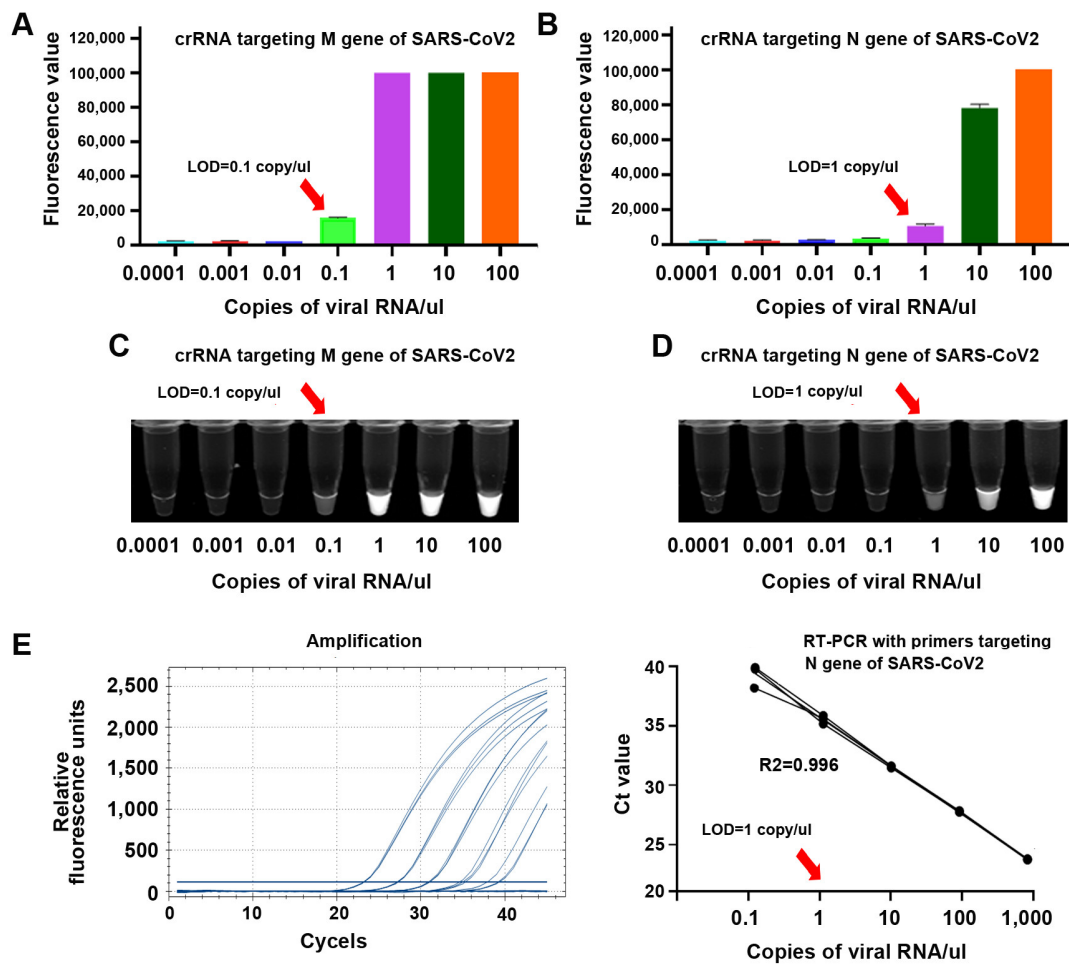 A
crRNA targeting M gene of SARS-CoV2
Fluorescence value
120,000
100,000
80,000
60,000
40,000
20,000
0
LOD=0.1 copy/ul
0.0001 0.001 0.01 0.1 1 10 100
Copies of viral RNA/ul
B
crRNA targeting N gene of SARS-CoV2
Fluorescence value
120,000
100,000
80,000
60,000
40,000
20,000
0
LOD=1 copy/ul
0.0001 0.001 0.01 0.1 1 10 100
Copies of viral RNA/ul
C
crRNA targeting M gene of SARS-CoV2
LOD=0.1 copy/ul
0.0001 0.001 0.01 0.1 1 10 100
Copies of viral RNA/ul
D
crRNA targeting N gene of SARS-CoV2
LOD=1 copy/ul
0.0001 0.001 0.01 0.1 1 10 100
Copies of viral RNA/ul
E
Amplification
Relative
fluorescence units
2,500
2,000
1,500
1,000
500
0
0 10 20 30 40
Cycels
RT-PCR with primers targeting
N gene of SARS-CoV2
Ct value
40
35
30
25
20
R2=0.996
LOD=1 copy/ul
0.1 1 10 100 1,000
Copies of viral RNA/ul